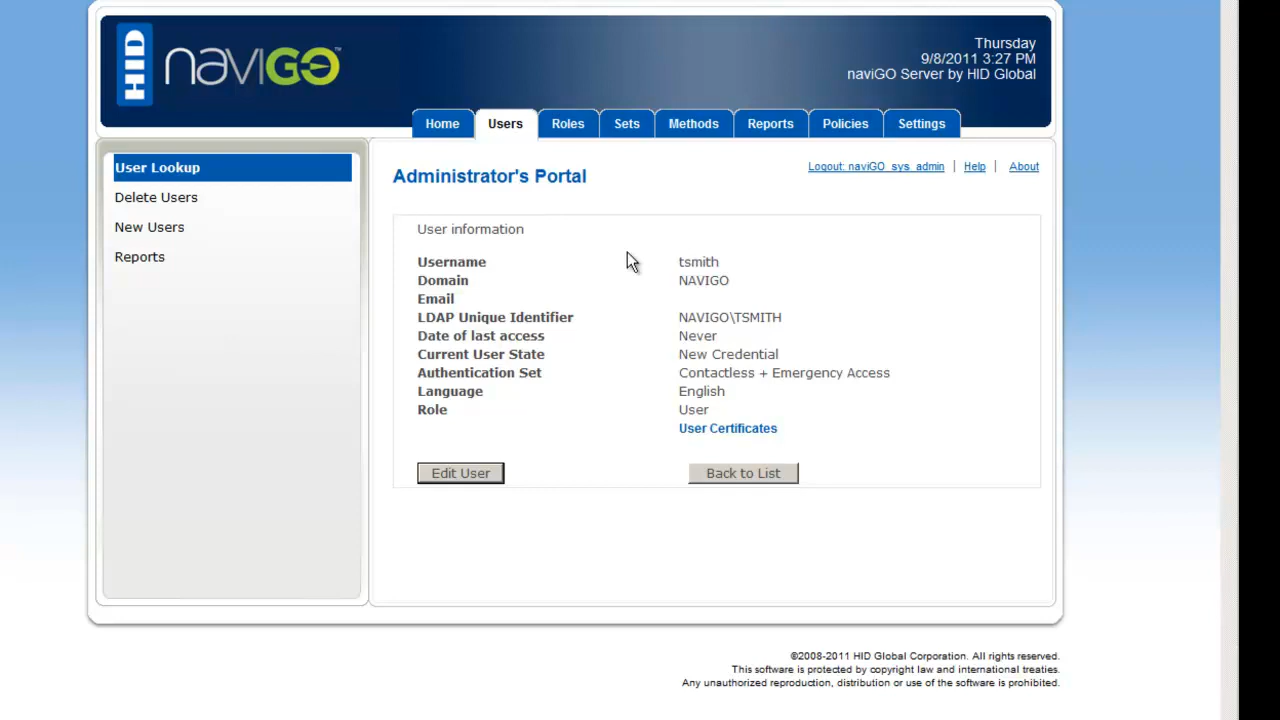 HID
naviGO™
Thursday
9/8/2011 3:27 PM
naviGO Server by HID Global
Home Users Roles Sets Methods Reports Policies Settings
User Lookup
Delete Users
New Users
Reports
Logout: naviGO_sys_admin | Help | About
Administrator's Portal
User information
Username tsmith
Domain NAVIGO
Email
LDAP Unique Identifier NAVIGO\TSMITH
Date of last access Never
Current User State New Credential
Authentication Set Contactless + Emergency Access
Language English
Role User
User Certificates
Edit User Back to List
©2008-2011 HID Global Corporation. All rights reserved.
This software is protected by copyright law and international treaties.
Any unauthorized reproduction, distribution or use of the software is prohibited.